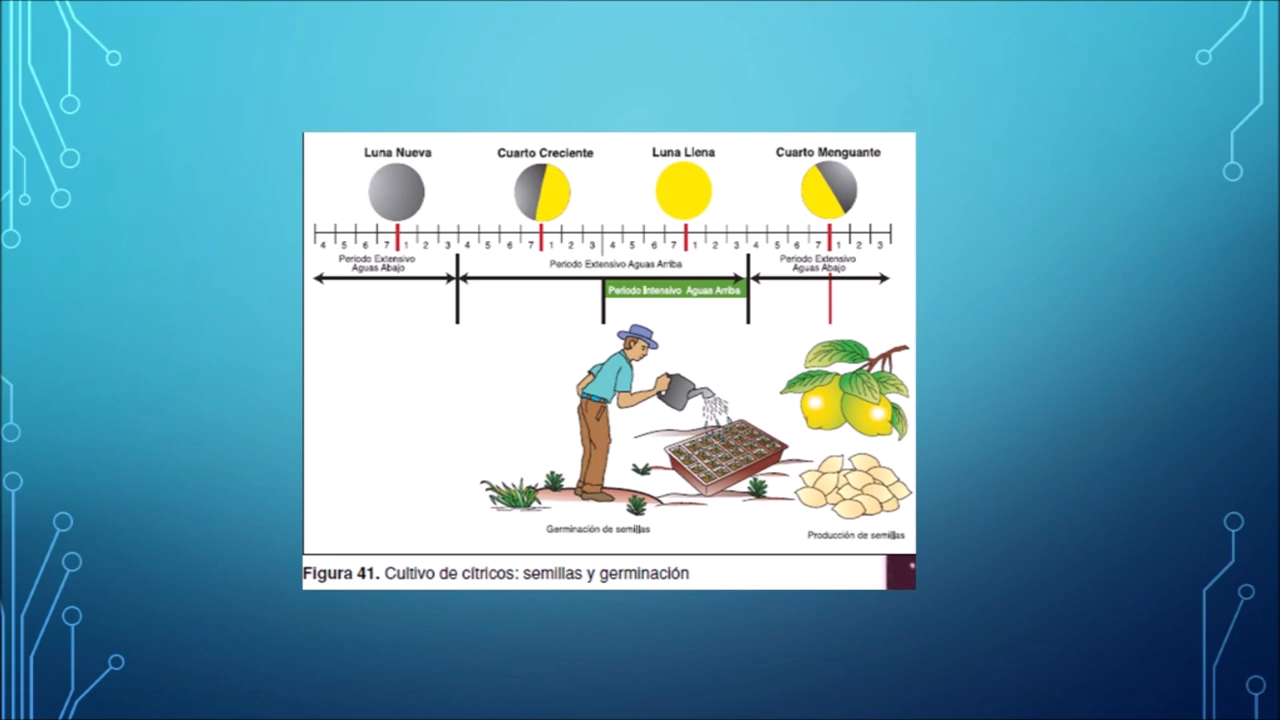 Luna Nueva Cuarto Creciente Luna Llena Cuarto Menguante
4 5 6 7 1 2 3 4 5 6 7 1 2 3 4 5 6 7 1 2 3 4 5 6 7 1 2 3
Periodo Extensivo
Aguas Abajo
Periodo Extensivo Aguas Arriba
Periodo Extensivo
Aguas Abajo
Periodo Intensivo Aguas Arriba
Germinación de semillas
Producción de semillas
Figura 41. Cultivo de cítricos: semillas y germinación